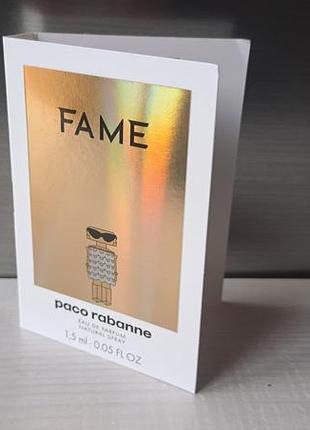 FAME
paco rabanne
EAU DE PARFUM
NATURAL SPRAY
1,5 ml - 0.05 FL OZ